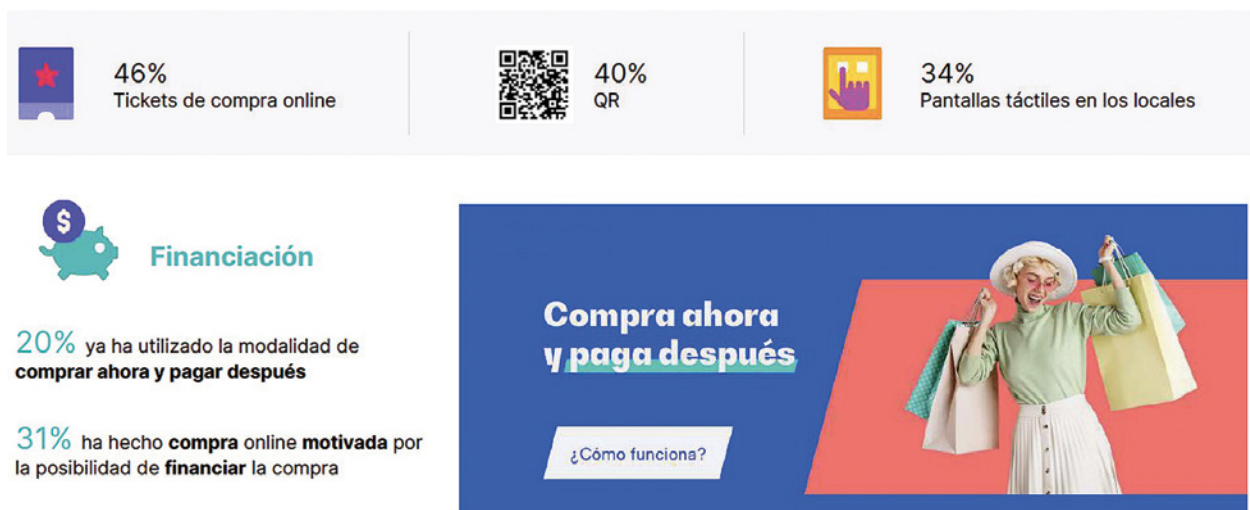 46%
Tickets de compra online
40%
QR
34%
Pantallas táctiles en los locales
$
Financiación
20% ya ha utilizado la modalidad de
comprar ahora y pagar después
31% ha hecho compra online motivada por
la posibilidad de financiar la compra
Compra ahora
y paga después
¿Cómo funciona?